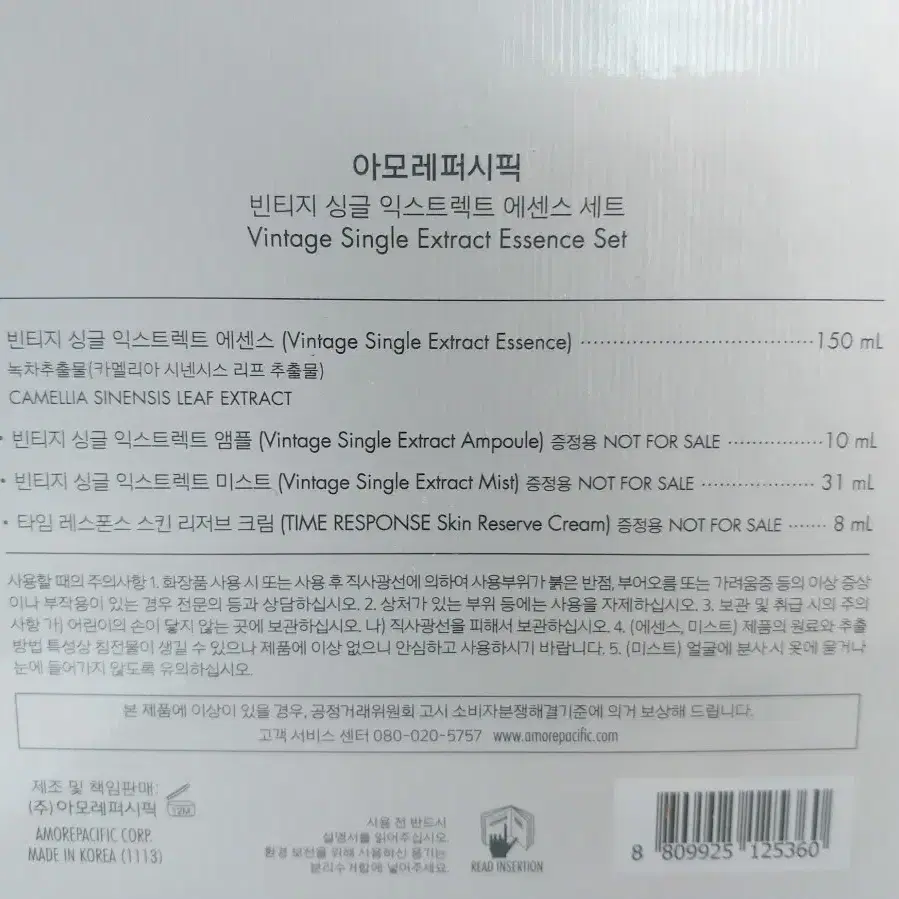 아모레퍼시픽
빈티지 싱글 익스트렉트 에센스 세트
Vintage Single Extract Essence Set
빈티지 싱글 익스트렉트 에센스 (Vintage Single Extract Essence) ································ 150 mL
녹차추출물(카멜리아 시넨시스 리프 추출물)
CAMELLIA SINENSIS LEAF EXTRACT
• 빈티지 싱글 익스트렉트 앰플 (Vintage Single Extract Ampoule) 증정용 NOT FOR SALE ··············· 10 mL
• 빈티지 싱글 익스트렉트 미스트 (Vintage Single Extract Mist) 증정용 NOT FOR SALE ·················· 31 mL
• 타임 레스폰스 스킨 리저브 크림 (TIME RESPONSE Skin Reserve Cream) 증정용 NOT FOR SALE ······· 8 mL
사용할 때의 주의사항 1. 화장품 사용 시 또는 사용 후 직사광선에 의하여 사용부위가 붉은 반점, 부어오름 또는 가려움증 등의 이상 증상
이나 부작용이 있는 경우 전문의 등과 상담하십시오. 2. 상처가 있는 부위 등에는 사용을 자제하십시오. 3. 보관 및 취급 시의 주의
사항 가) 어린이의 손이 닿지 않는 곳에 보관하십시오. 나) 직사광선을 피해서 보관하십시오. 4. (에센스, 미스트) 제품의 원료와 추출
방법 특성상 침전물이 생길 수 있으나 제품에 이상 없으니 안심하고 사용하시기 바랍니다. 5. (미스트) 얼굴에 분사 시 옷에 묻거나
눈에 들어가지 않도록 유의하십시오.
본 제품에 이상이 있을 경우, 공정거래위원회 고시 소비자분쟁해결기준에 의거 보상해 드립니다.
고객 서비스 센터 080-020-5757 www.amorepacific.com
제조 및 책임판매:
(주)아모레퍼시픽
12M
AMOREPACIFIC CORP.
MADE IN KOREA (1113)
사용 전 반드시
설명서를 읽어주십시오.
환경 보전을 위해 사용하신 용기는
분리수거함에 넣어주세요.
READ INSERTION
8 809925 125360